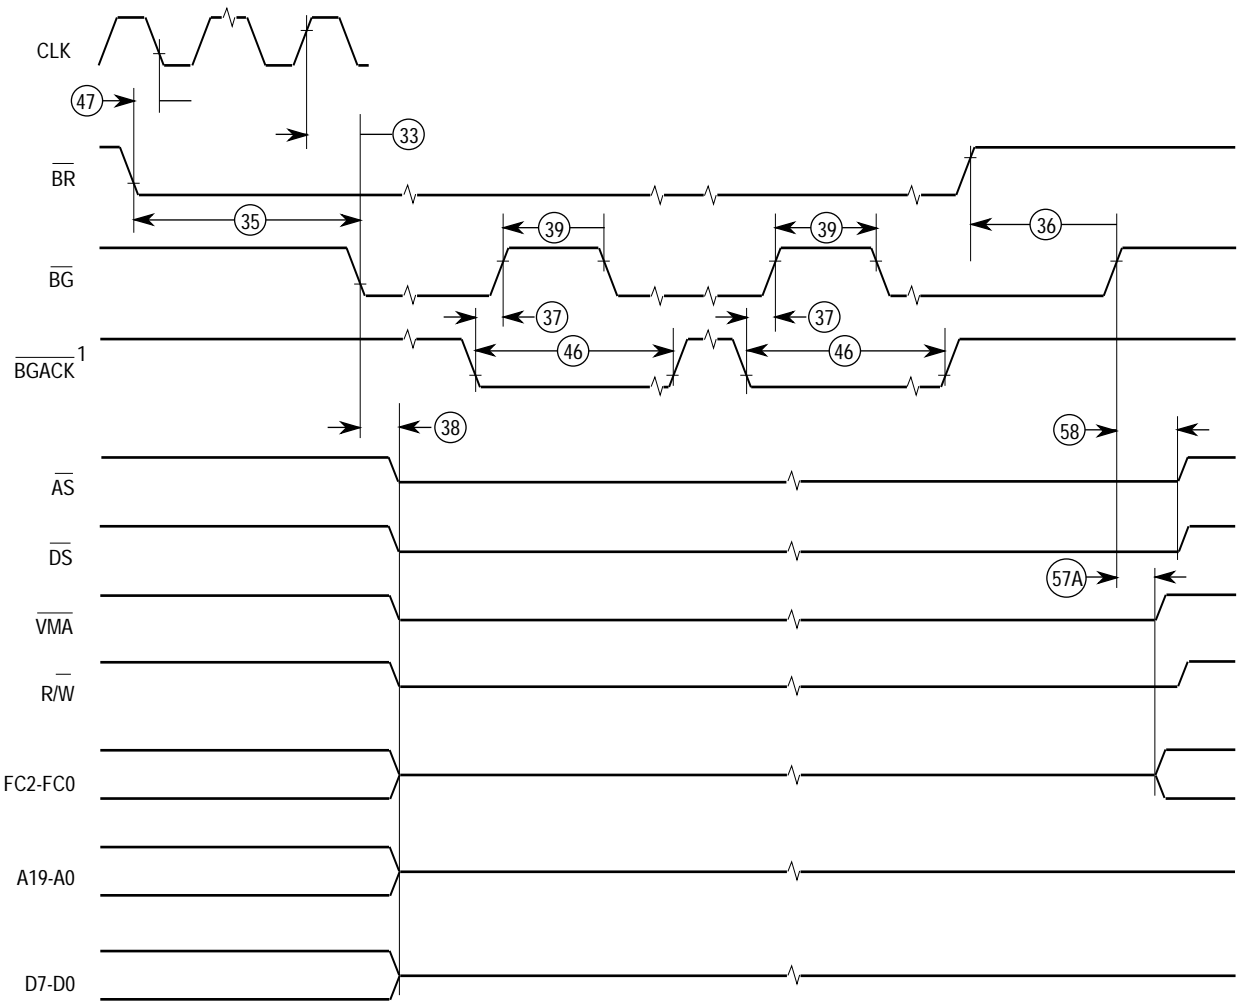 CLK
47
33
BR
35
39
39
36
BG
37
37
BGACK1
46
46
38
58
AS
DS
57A
VMA
R/W
FC2-FC0
A19-A0
D7-D0